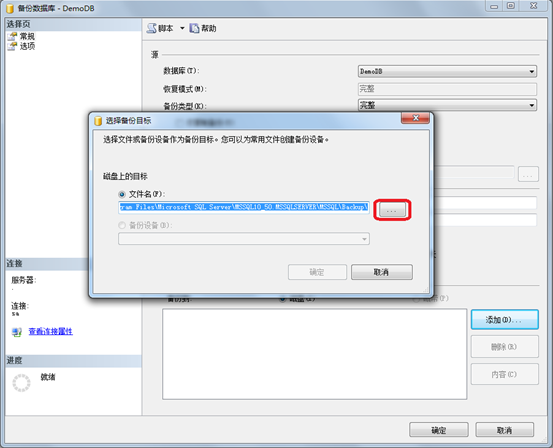 备份数据库 - DemoDB
选择页
常规
选项
脚本
帮助
源
数据库(T):
DemoDB
恢复模式(M):
完整
备份类型(K):
完整
选择备份目标
选择文件或备份设备作为备份目标。您可以为常用文件创建备份设备。
磁盘上的目标
文件名(F):
ram Files\Microsoft SQL Server\MSSQL10_50.MSSQLSERVER\MSSQL\Backup\
...
备份设备(B):
确定
取消
...
连接
服务器:
.
连接:
sa
查看连接属性
进度
就绪
添加(D)...
删除(R)
内容(C)
确定
取消